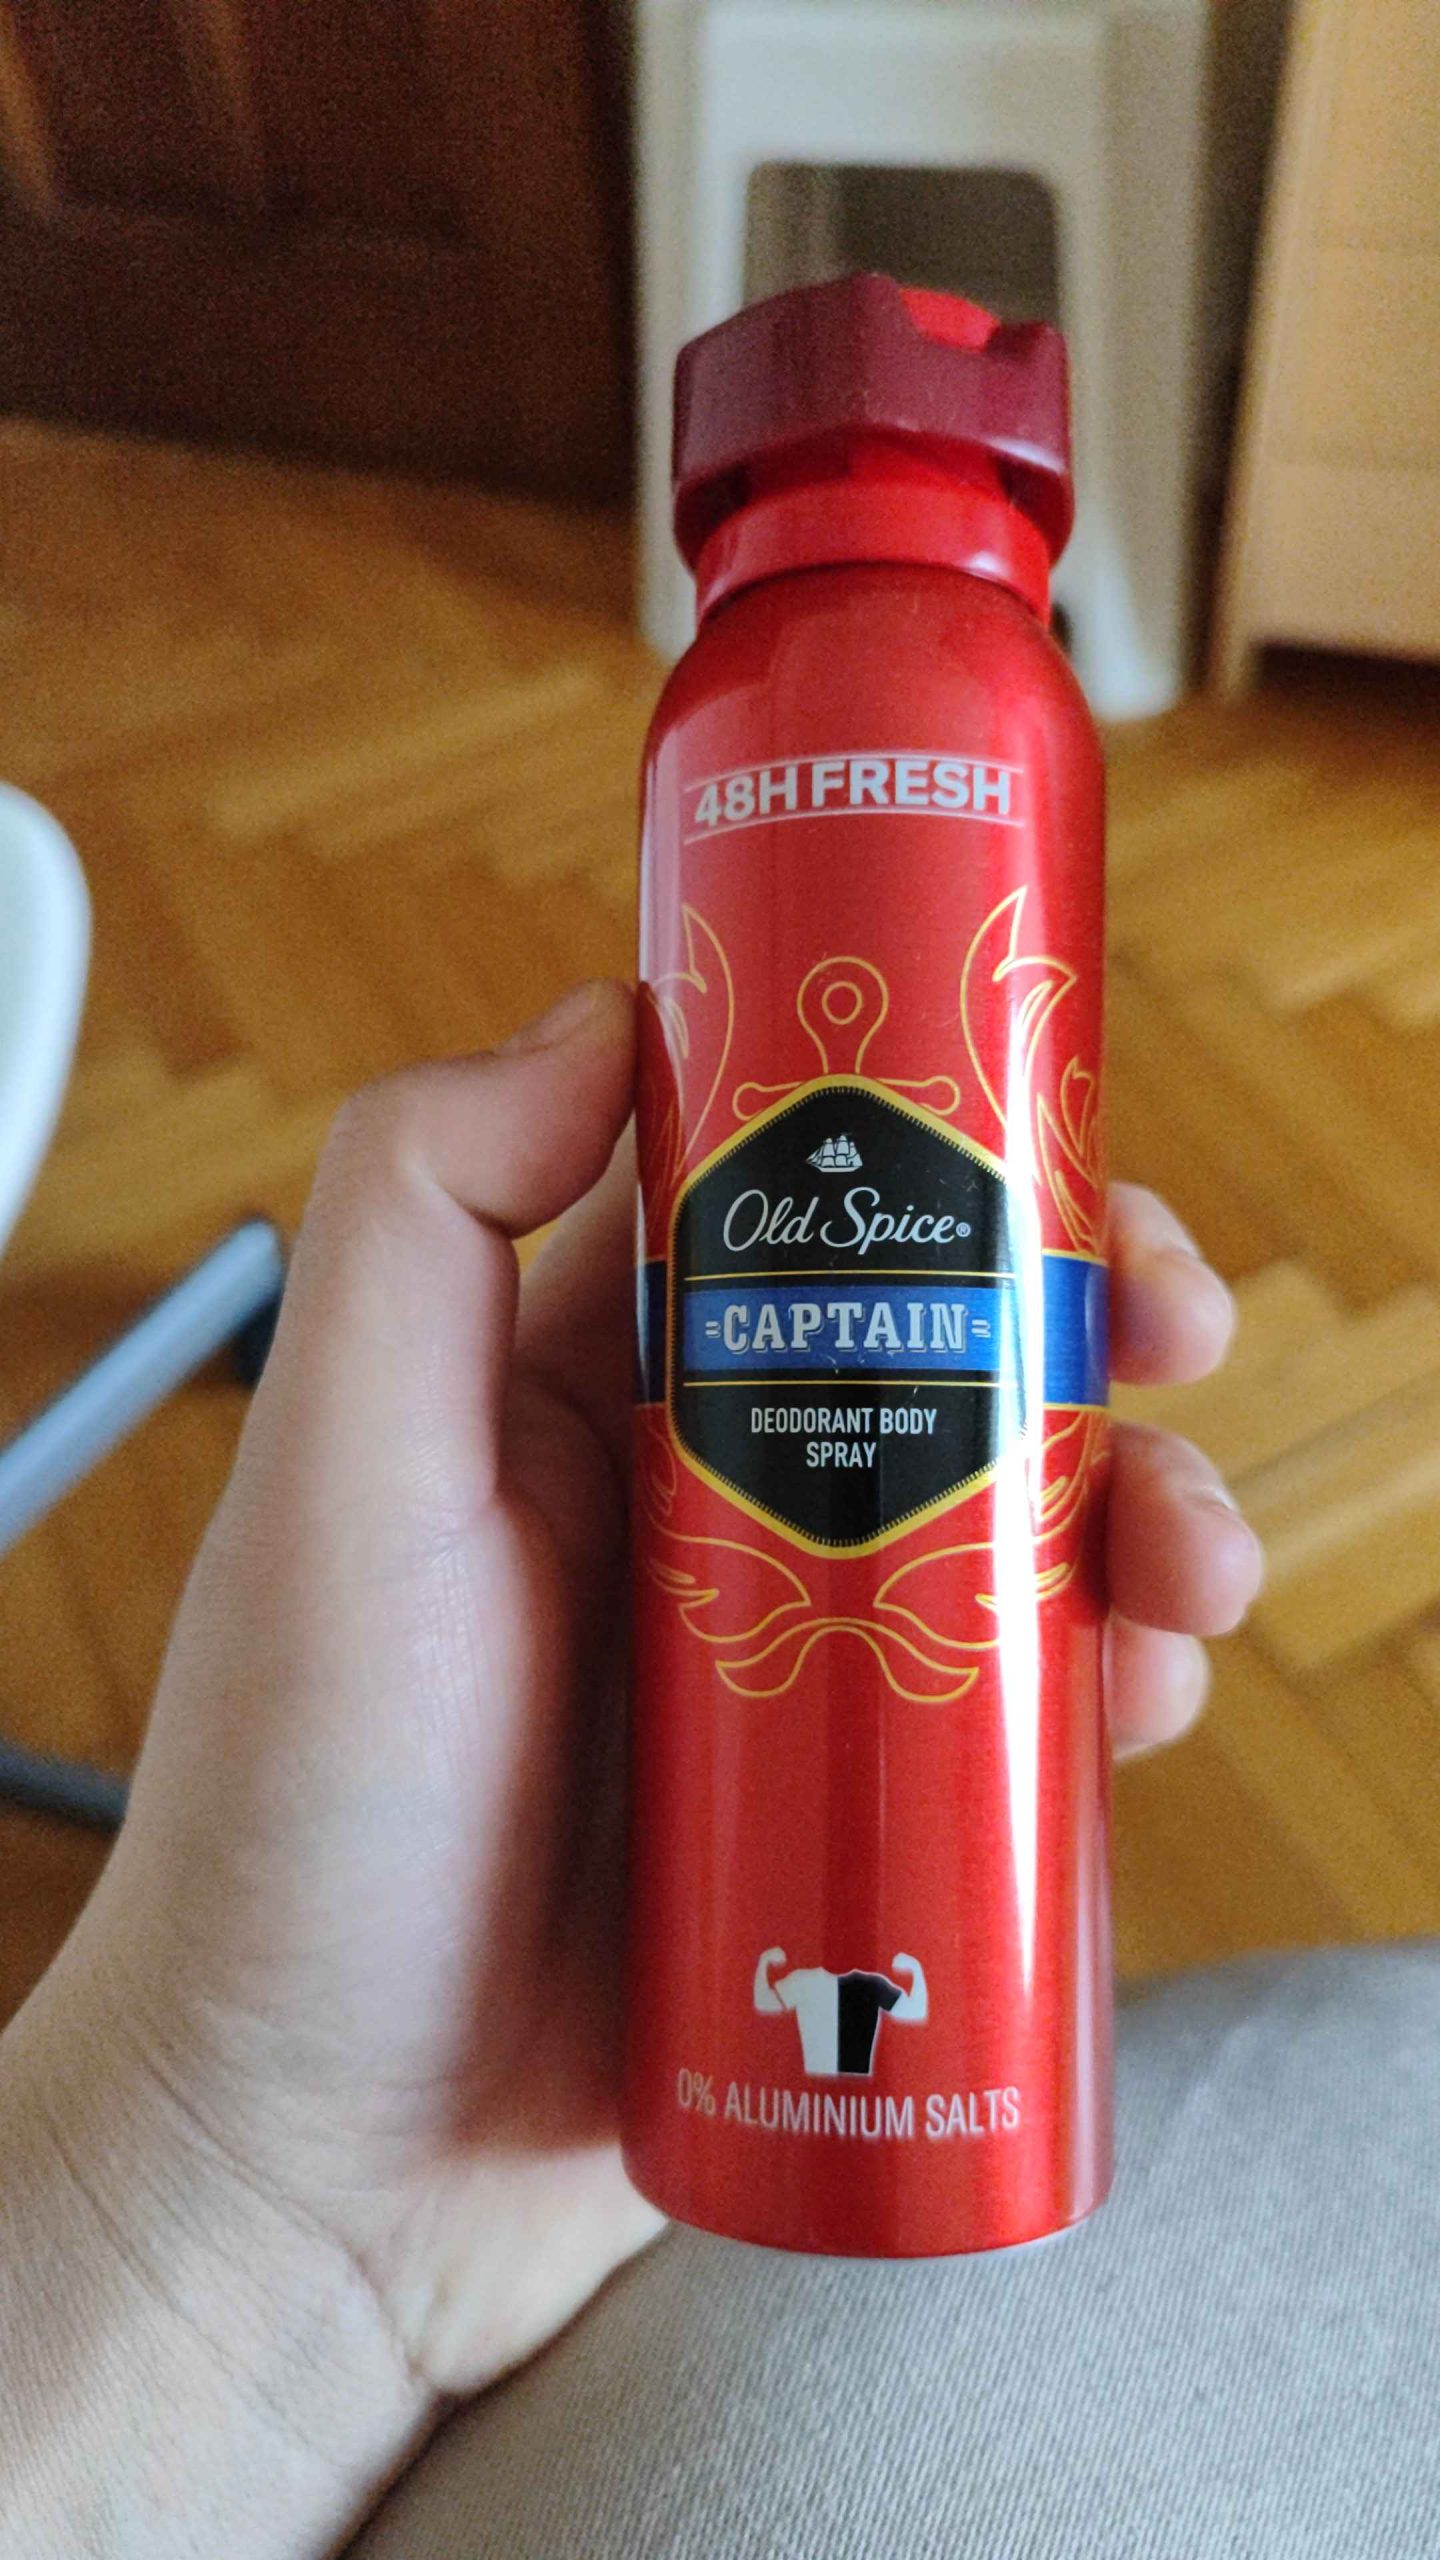 48H FRESH
Old Spice®
=CAPTAIN=
DEODORANT BODY
SPRAY
0% ALUMINIUM SALTS